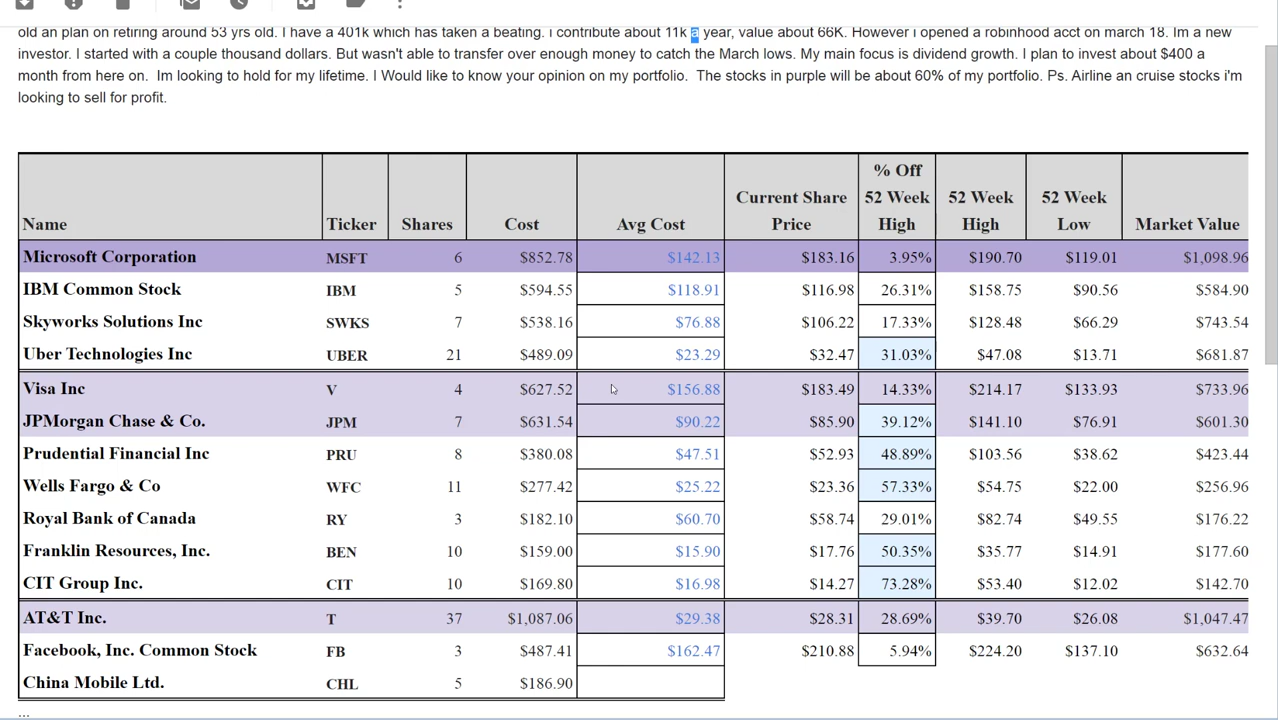 old an plan on retiring around 53 yrs old. I have a 401k which has taken a beating. i contribute about 11k a year, value about 66K. However i opened a robinhood acct on march 18. Im a new
investor. I started with a couple thousand dollars. But wasn't able to transfer over enough money to catch the March lows. My main focus is dividend growth. I plan to invest about $400 a
month from here on. Im looking to hold for my lifetime. I Would like to know your opinion on my portfolio. The stocks in purple will be about 60% of my portfolio. Ps. Airline an cruise stocks i'm
looking to sell for profit.
% Off
Current Share 52 Week 52 Week 52 Week
Name Ticker Shares Cost Avg Cost Price High High Low Market Value
Microsoft Corporation MSFT 6 $852.78 $142.13 $183.16 3.95% $190.70 $119.01 $1,098.96
IBM Common Stock IBM 5 $594.55 $118.91 $116.98 26.31% $158.75 $90.56 $584.90
Skyworks Solutions Inc SWKS 7 $538.16 $76.88 $106.22 17.33% $128.48 $66.29 $743.54
Uber Technologies Inc UBER 21 $489.09 $23.29 $32.47 31.03% $47.08 $13.71 $681.87
Visa Inc V 4 $627.52 $156.88 $183.49 14.33% $214.17 $133.93 $733.96
JPMorgan Chase & Co. JPM 7 $631.54 $90.22 $85.90 39.12% $141.10 $76.91 $601.30
Prudential Financial Inc PRU 8 $380.08 $47.51 $52.93 48.89% $103.56 $38.62 $423.44
Wells Fargo & Co WFC 11 $277.42 $25.22 $23.36 57.33% $54.75 $22.00 $256.96
Royal Bank of Canada RY 3 $182.10 $60.70 $58.74 29.01% $82.74 $49.55 $176.22
Franklin Resources, Inc. BEN 10 $159.00 $15.90 $17.76 50.35% $35.77 $14.91 $177.60
CIT Group Inc. CIT 10 $169.80 $16.98 $14.27 73.28% $53.40 $12.02 $142.70
AT&T Inc. T 37 $1,087.06 $29.38 $28.31 28.69% $39.70 $26.08 $1,047.47
Facebook, Inc. Common Stock FB 3 $487.41 $162.47 $210.88 5.94% $224.20 $137.10 $632.64
China Mobile Ltd. CHL 5 $186.90
...